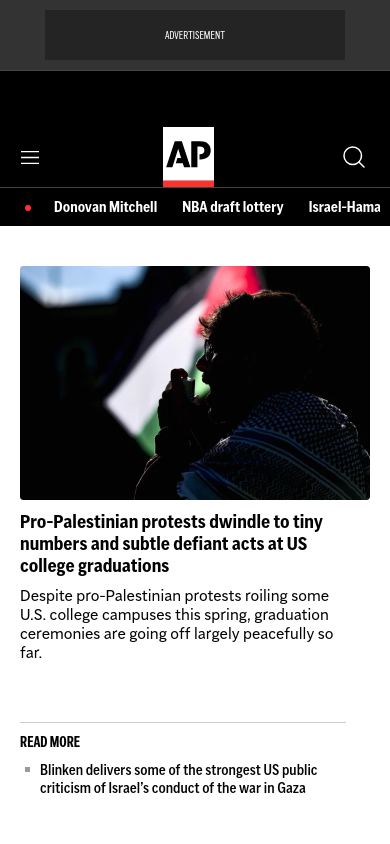 ADVERTISEMENT
AP
Donovan Mitchell NBA draft lottery Israel-Hama
Pro-Palestinian protests dwindle to tiny
numbers and subtle defiant acts at US
college graduations
Despite pro-Palestinian protests roiling some
U.S. college campuses this spring, graduation
ceremonies are going off largely peacefully so
far.
READ MORE
Blinken delivers some of the strongest US public
criticism of Israel’s conduct of the war in Gaza